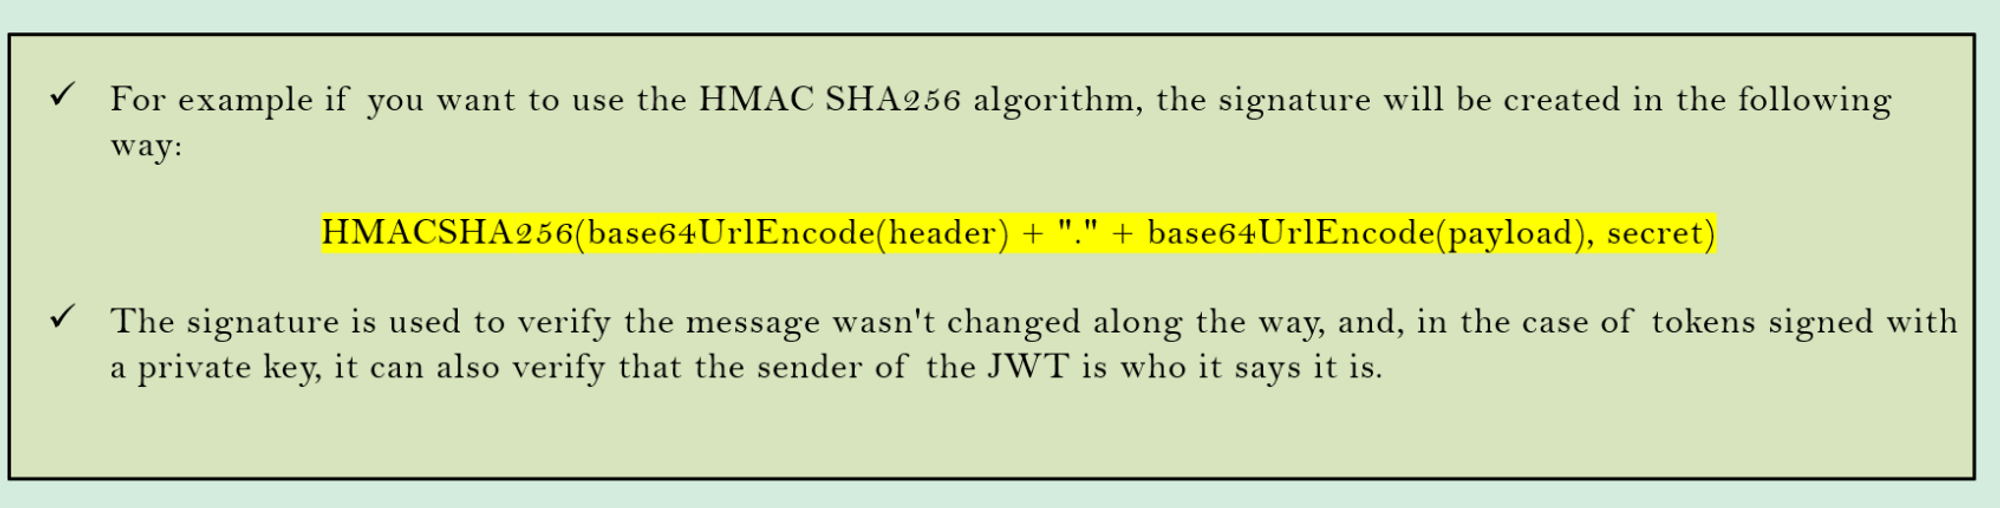 ✓ For example if you want to use the HMAC SHA256 algorithm, the signature will be created in the following
way:
HMACSHA256(base64UrlEncode(header) + "." + base64UrlEncode(payload), secret)
✓ The signature is used to verify the message wasn't changed along the way, and, in the case of tokens signed with
a private key, it can also verify that the sender of the JWT is who it says it is.